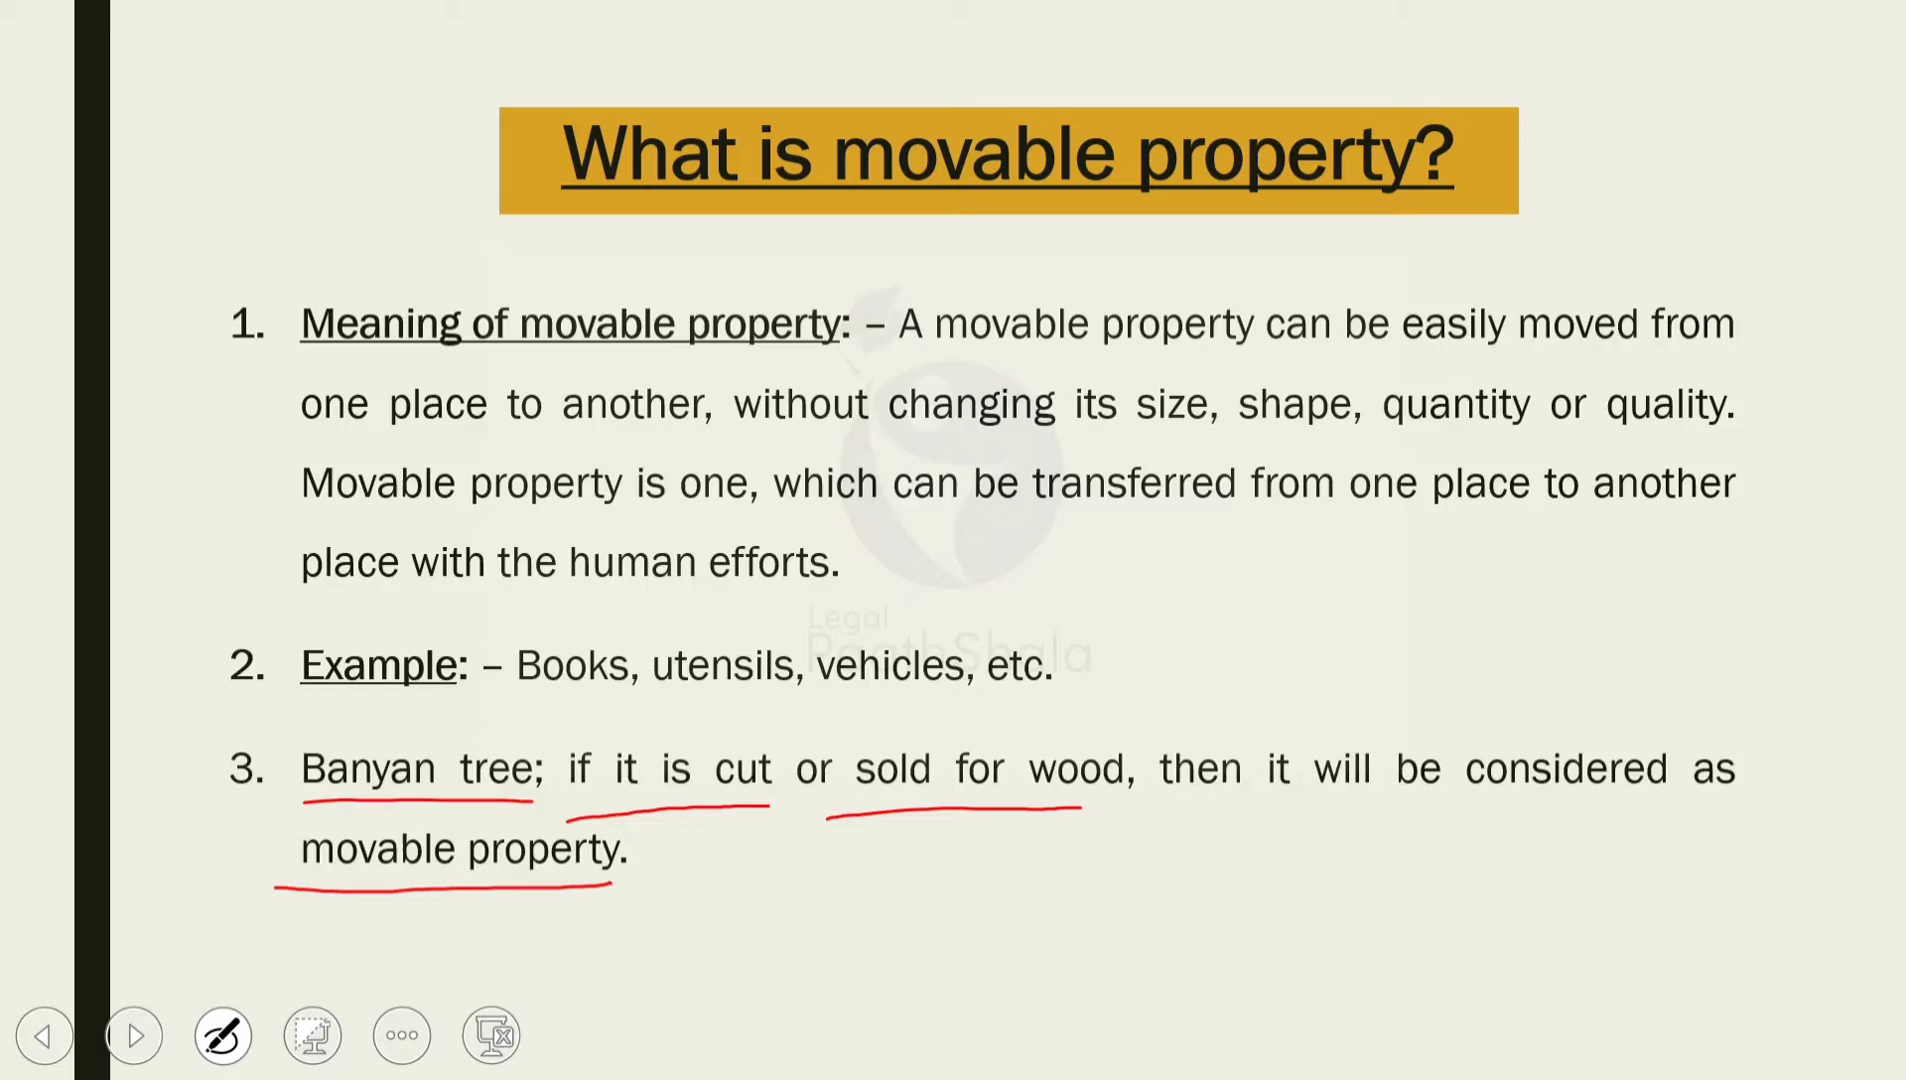 What is movable property?
1. Meaning of movable property: – A movable property can be easily moved from
one place to another, without changing its size, shape, quantity or quality.
Movable property is one, which can be transferred from one place to another
place with the human efforts.
Legal
PaathShala
2. Example: – Books, utensils, vehicles, etc.
3. Banyan tree; if it is cut or sold for wood, then it will be considered as
movable property.